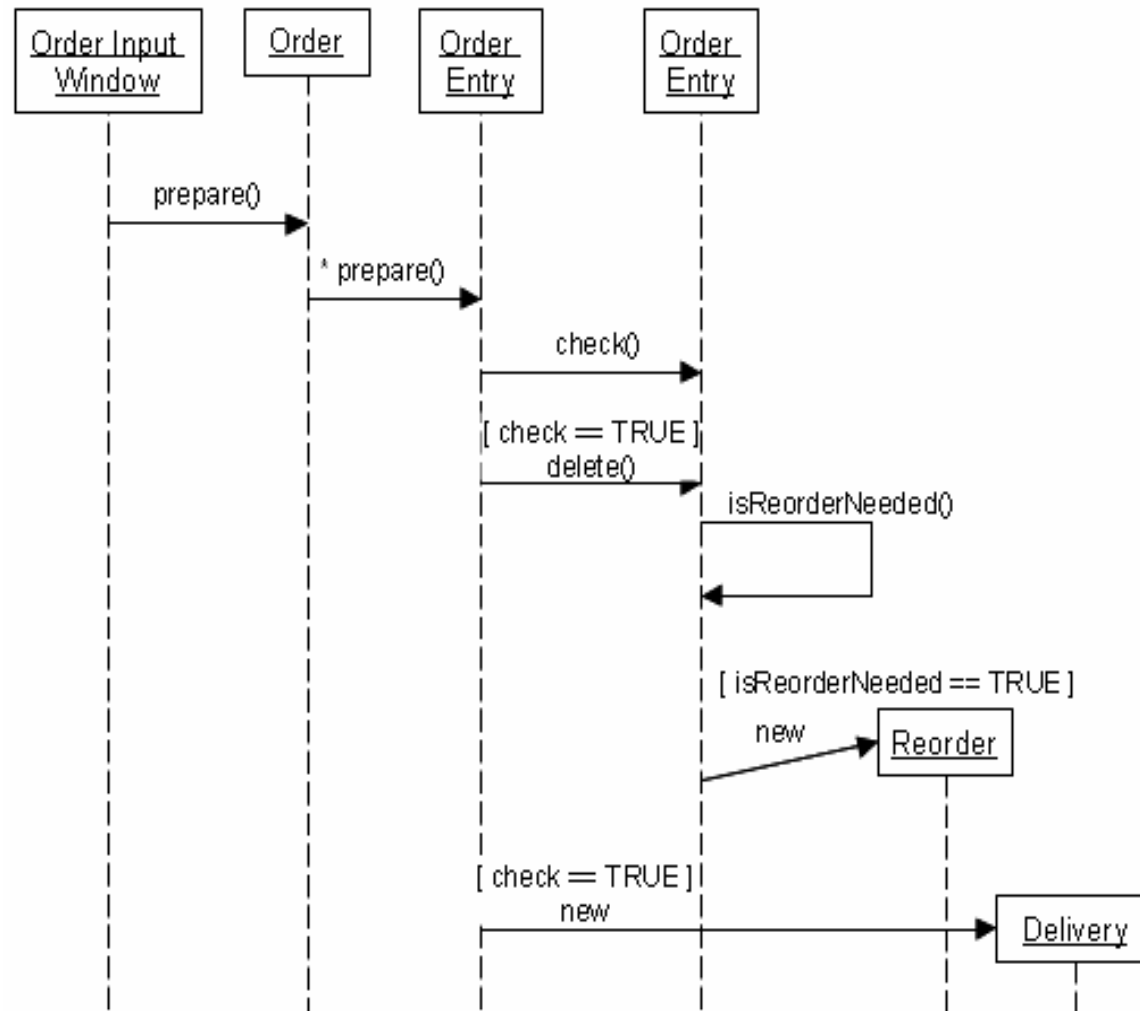 Order Input
Window
Order
Order
Entry
Order
Entry
prepare()
* prepare()
check()
[ check == TRUE ]
delete()
isReorderNeeded()
[ isReorderNeeded == TRUE ]
new
Reorder
[ check == TRUE ]
new
Delivery